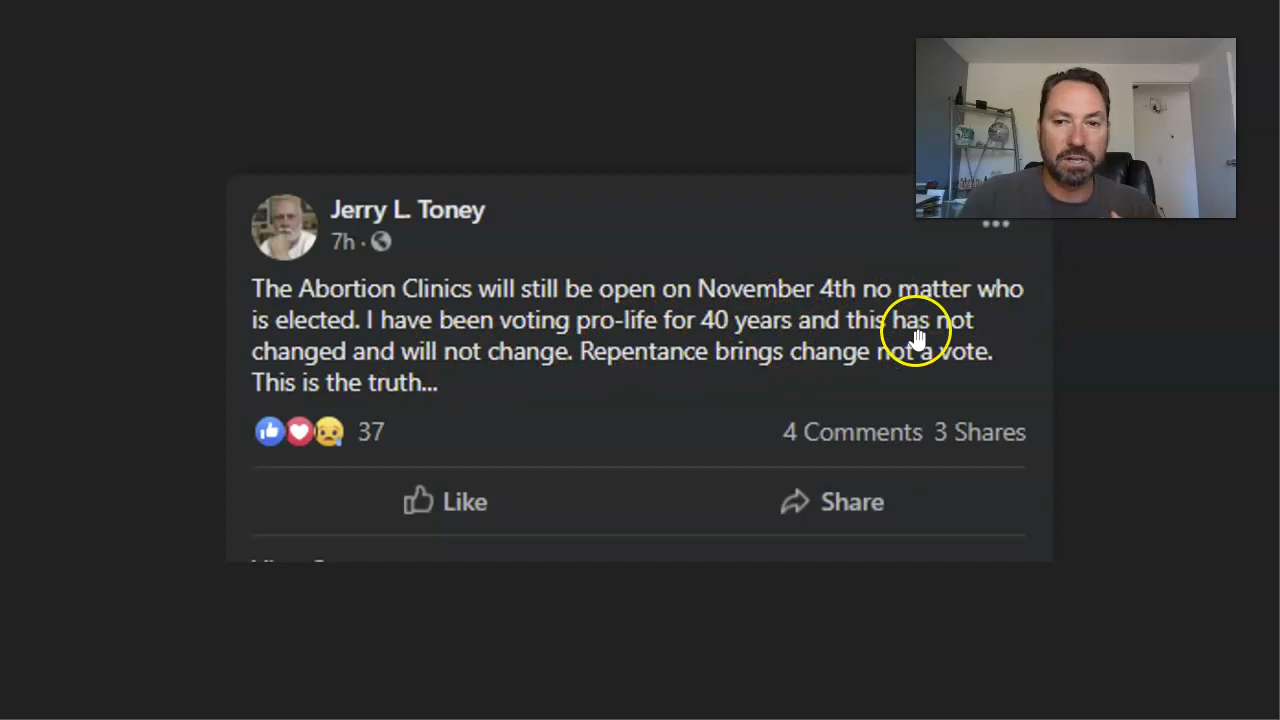 Jerry L. Toney
7h ·
The Abortion Clinics will still be open on November 4th no matter who
is elected. I have been voting pro-life for 40 years and this has not
changed and will not change. Repentance brings change not a vote.
This is the truth...
37
4 Comments 3 Shares
Like
Share